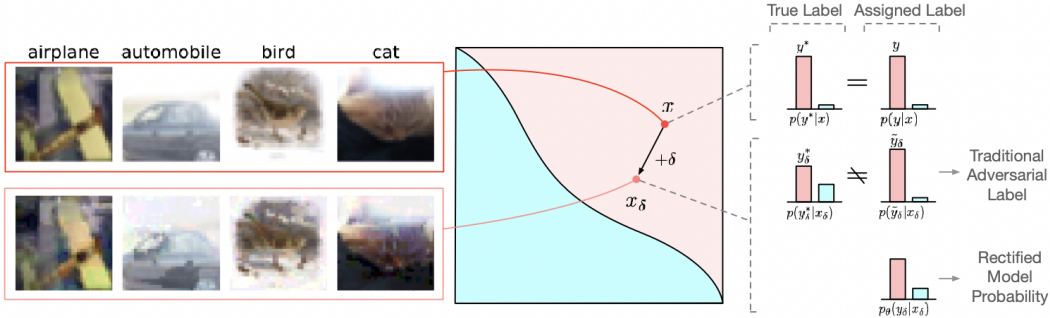 True Label Assigned Label
airplane automobile bird cat
y* = y
x
p(y*|x) p(y|x)
+δ
y*_δ ≠ ỹ_δ
Traditional
Adversarial
Label
x_δ
p(y*_δ|x_δ) p(ỹ_δ|x_δ)
Rectified
Model
Probability
p_θ(y_δ|x_δ)